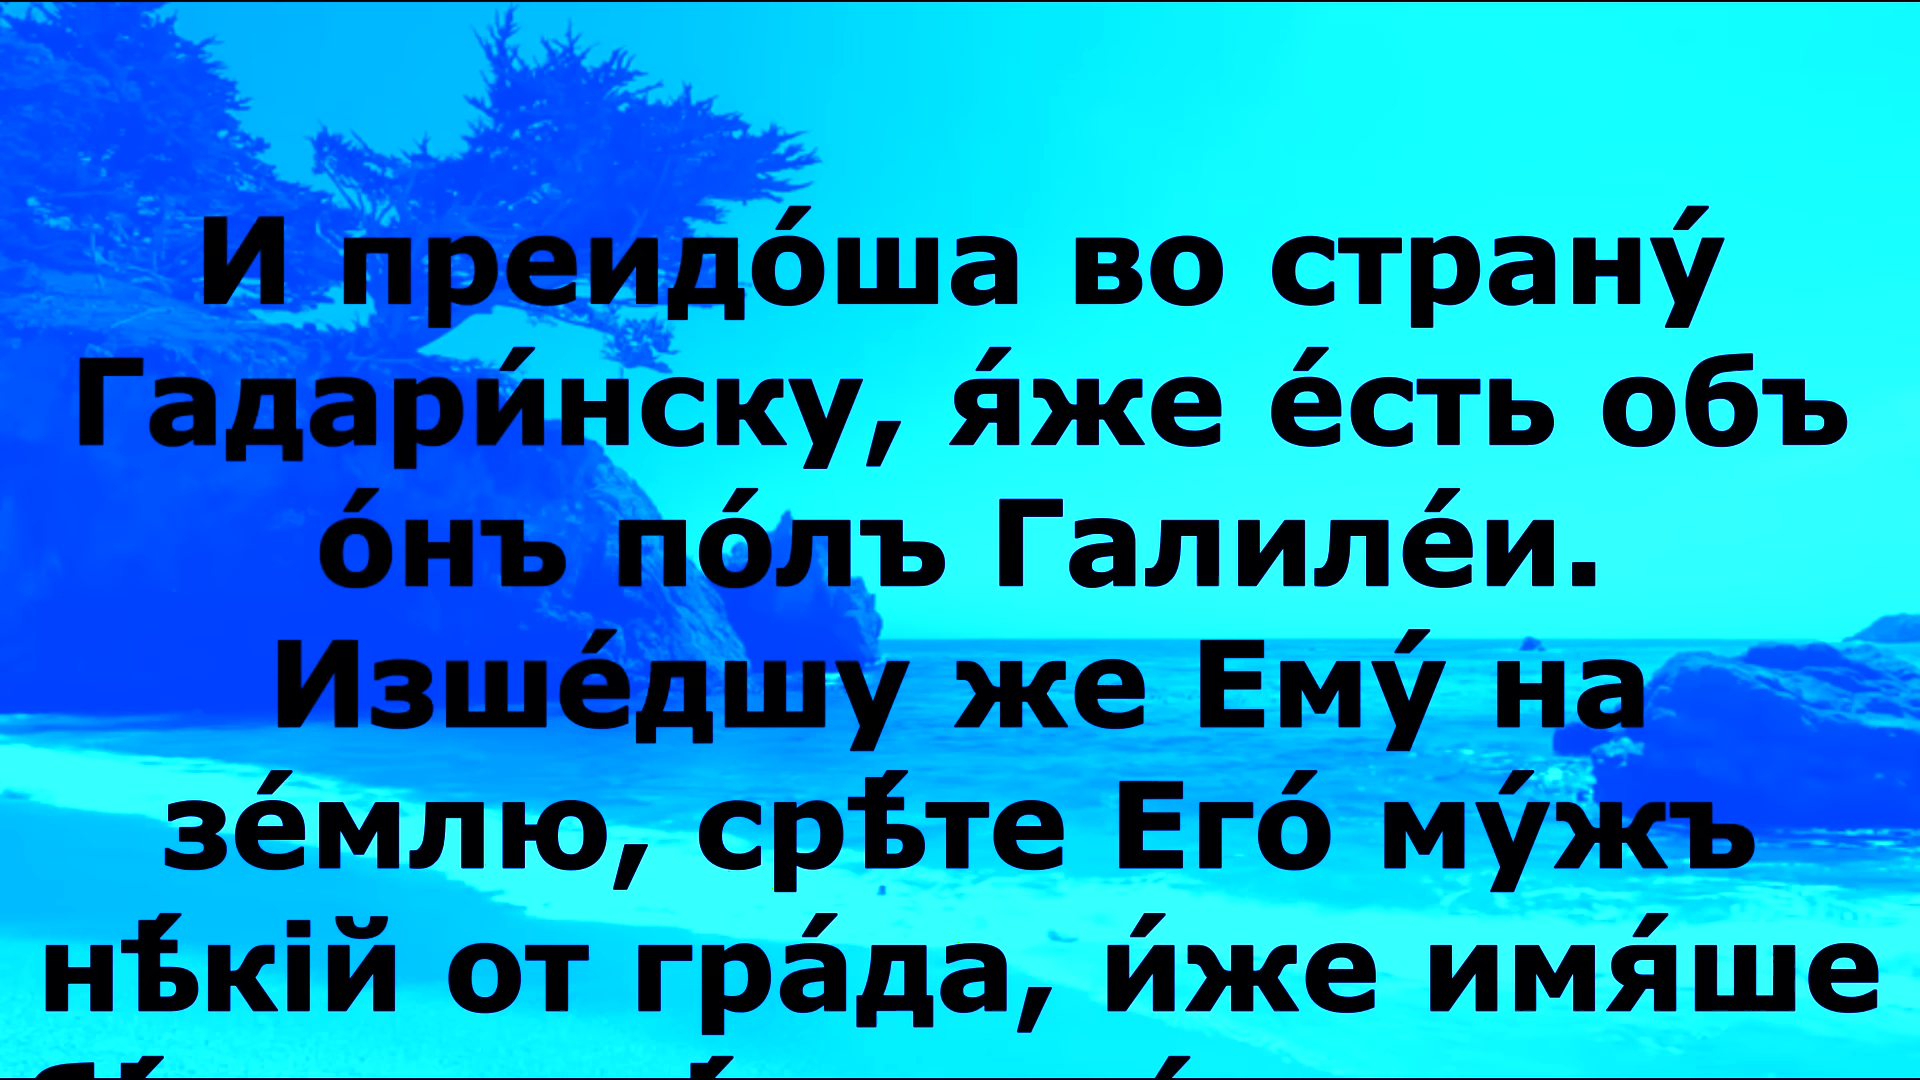 И преидо́ша во страну́
Гадари́нску, я́же е́сть объ
о́нъ по́лъ Галиле́и.
Изше́дшу же Ему́ на
зе́млю, срѣ́те Его́ му́жъ
нѣ́кій от гра́да, и́же имя́ше